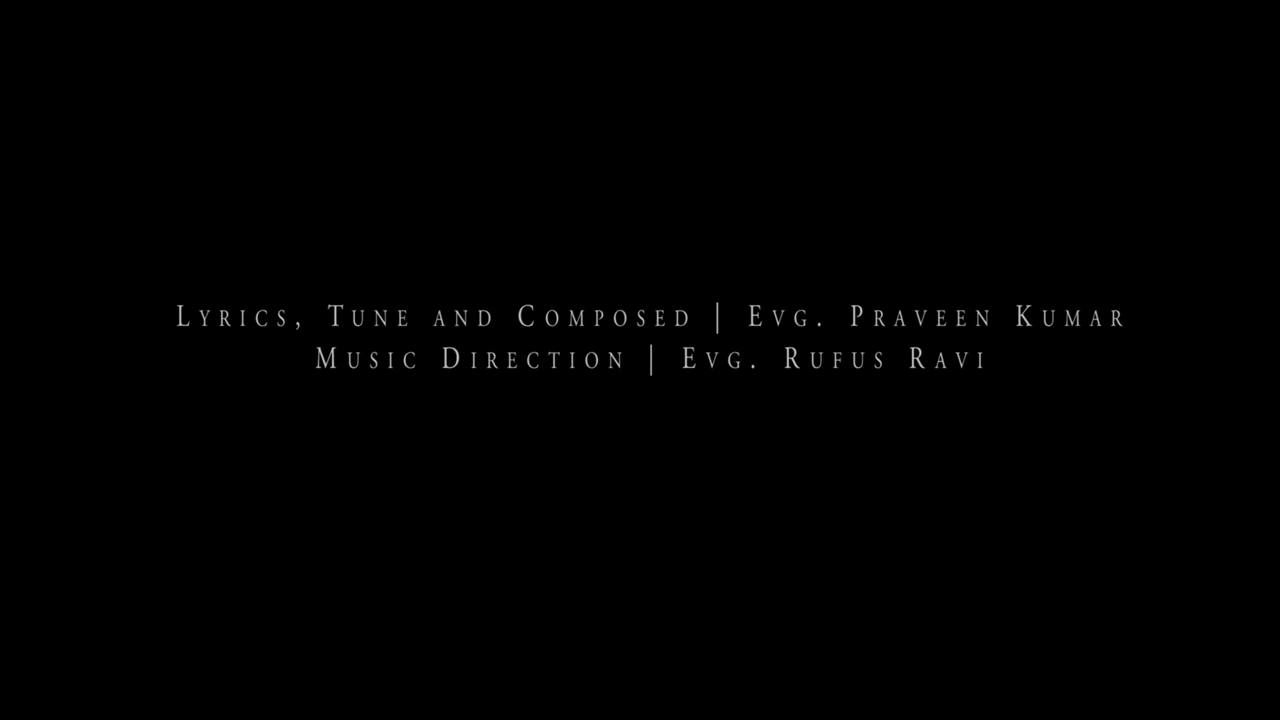 Lyrics, Tune and Composed | Evg. Praveen Kumar
Music Direction | Evg. Rufus Ravi